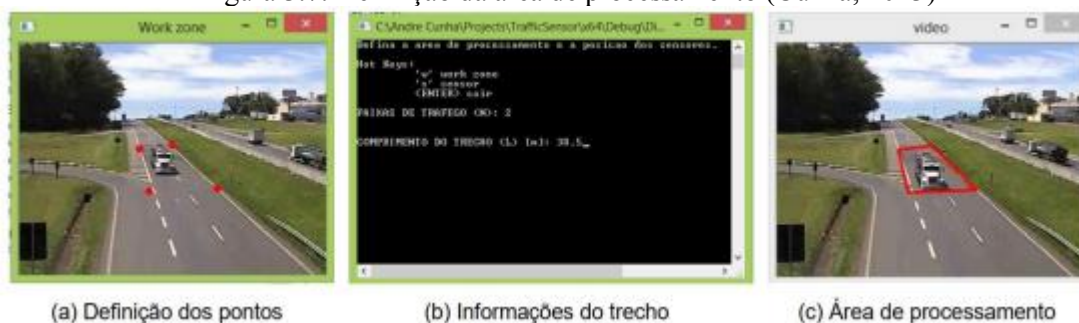 Work zone
C:\Andre Cunha\Projects\TrafficSensor\x64\Debug\Di...
video
Defina a area de processamento e a posicao dos sensores.
Hot Keys:
'w' work zone
's' sensor
(ENTER) sair
FAIXAS DE TRAFEGO (N): 2
COMPRIMENTO DO TRECHO (L) [m]: 38.5_
(a) Definição dos pontos
(b) Informações do trecho
(c) Área de processamento